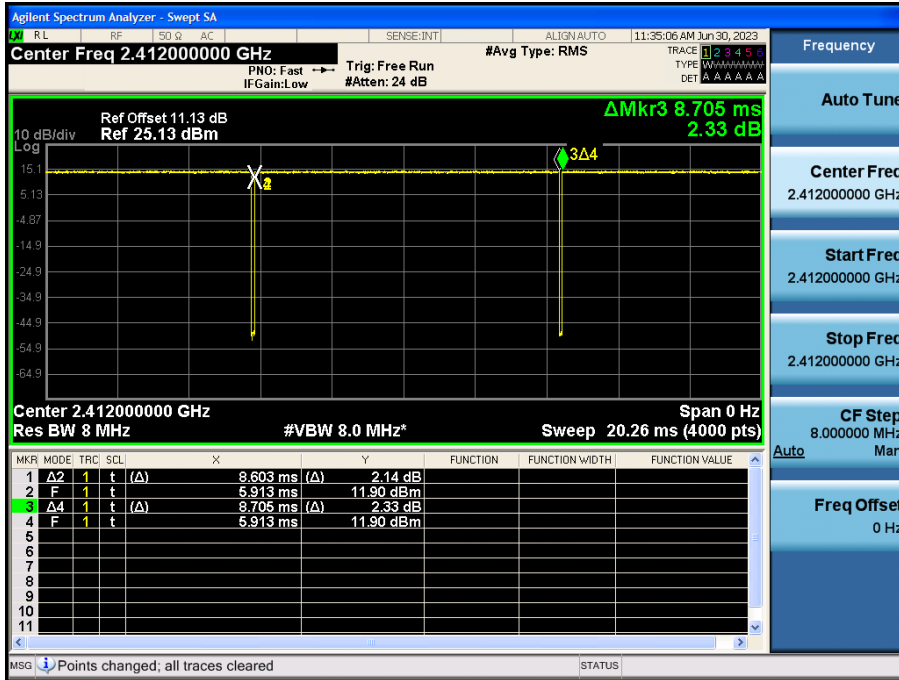 Agilent Spectrum Analyzer - Swept SA
LXI RL RF 50 Ω AC SENSE:INT ALIGNAUTO 11:35:06 AM Jun 30, 2023
Center Freq 2.412000000 GHz
#Avg Type: RMS
PNO: Fast
IFGain:Low
Trig: Free Run
#Atten: 24 dB
TRACE 1 2 3 4 5 6
TYPE WWWWWW
DET A A A A A A
ΔMkr3 8.705 ms
2.33 dB
Ref Offset 11.13 dB
10 dB/div Ref 25.13 dBm
Log
15.1
5.13
-4.87
-14.9
-24.9
-34.9
-44.9
-54.9
-64.9
2
3Δ4
Center 2.412000000 GHz Span 0 Hz
Res BW 8 MHz #VBW 8.0 MHz* Sweep 20.26 ms (4000 pts)
MKR MODE TRC SCL X Y FUNCTION FUNCTION WIDTH FUNCTION VALUE
1 Δ2 1 t (Δ) 8.603 ms (Δ) 2.14 dB
2 F 1 t 5.913 ms 11.90 dBm
3 Δ4 1 t (Δ) 8.705 ms (Δ) 2.33 dB
4 F 1 t 5.913 ms 11.90 dBm
5
6
7
8
9
10
11
MSG Points changed; all traces cleared STATUS
Frequency
Auto Tune
Center Freq
2.412000000 GHz
Start Freq
2.412000000 GHz
Stop Freq
2.412000000 GHz
CF Step
8.000000 MHz
Auto Man
Freq Offset
0 Hz